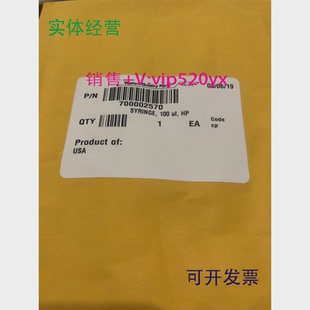 实体经营
03/06/19
销售+V:vip520yx
P/N
700002570
SYRINGE, 100 ul, HP
QTY
1
EA
Code
cp
Product of:
USA
可开发票